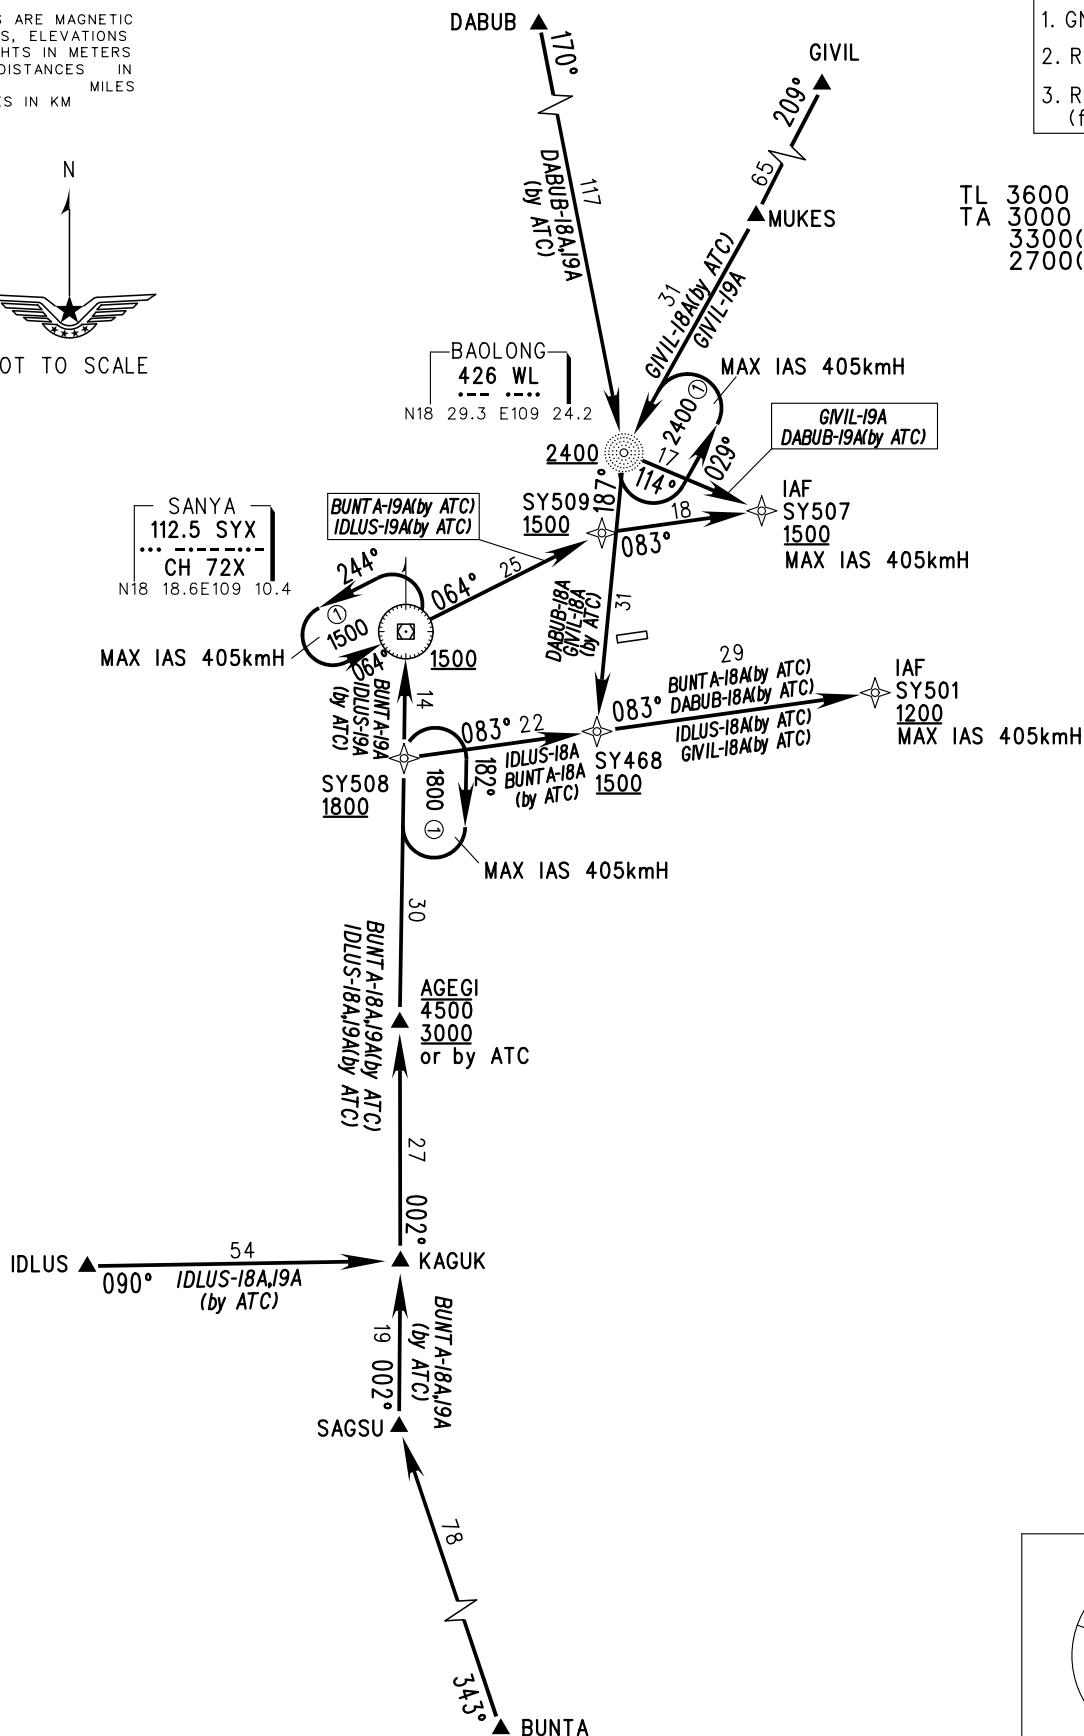 S ARE MAGNETIC
S, ELEVATIONS
HTS IN METERS
DISTANCES IN
MILES
ES IN KM
N
OT TO SCALE
DABUB
170°
117
DABUB-18A,19A
(by ATC)
GIVIL
209°
65
MUKES
31
GIVIL-18A(by ATC)
GIVIL-19A
1. GN
2. R
3. R
(f
TL 3600
TA 3000
3300
2700
BAOLONG
426 WL
N18 29.3 E109 24.2
2400
MAX IAS 405kmH
2400 ①
029°
17
114°
GIVIL-19A
DABUB-19A(by ATC)
187°
SY509
1500
18
083°
IAF
SY507
1500
MAX IAS 405kmH
SANYA
112.5 SYX
CH 72X
N18 18.6E109 10.4
BUNTA-19A(by ATC)
IDLUS-19A(by ATC)
244°
064°
25
①
1500
064°
MAX IAS 405kmH
1500
DABUB-18A
GIVIL-18A
(by ATC)
31
14
BUNTA-19A
IDLUS-19A
(by ATC)
29
BUNTA-18A(by ATC)
DABUB-18A(by ATC)
083°
IDLUS-18A(by ATC)
GIVIL-18A(by ATC)
IAF
SY501
1200
MAX IAS 405kmH
083° 22
IDLUS-18A
BUNTA-18A
(by ATC)
SY468
1500
SY508
1800
182°
1800 ①
MAX IAS 405kmH
30
BUNTA-18A,19A(by ATC)
IDLUS-18A,19A(by ATC)
AGEGI
4500
3000
or by ATC
27
002°
IDLUS
54
090°
IDLUS-18A,19A
(by ATC)
KAGUK
BUNTA-18A,19A
(by ATC)
19 002°
SAGSU
78
343°
BUNTA